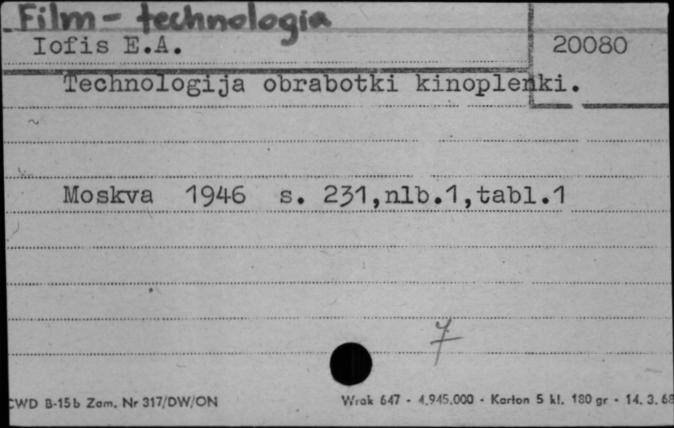 Film - technologia
Iofis E.A. 20080
Technologija obrabotki kinoplenki.
Moskva 1946 s. 231,nlb.1,tabl.1
7
CWD B-15b Zam. Nr 317/DW/ON Wrak 647 - 4.945.000 - Karton 5 kl. 180 gr - 14. 3. 68